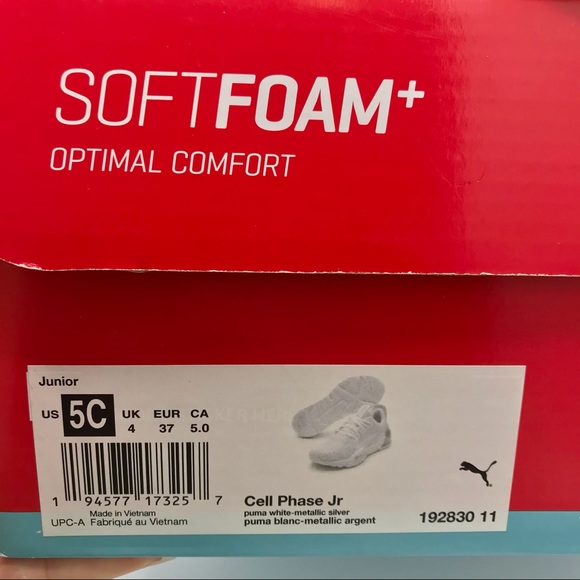 SOFTFOAM+
OPTIMAL COMFORT
Junior
US 5C UK EUR CA
4 37 5.0
1 94577 17325 7
Made in Vietnam
UPC-A Fabriqué au Vietnam
Cell Phase Jr
puma white-metallic silver
puma blanc-metallic argent
192830 11